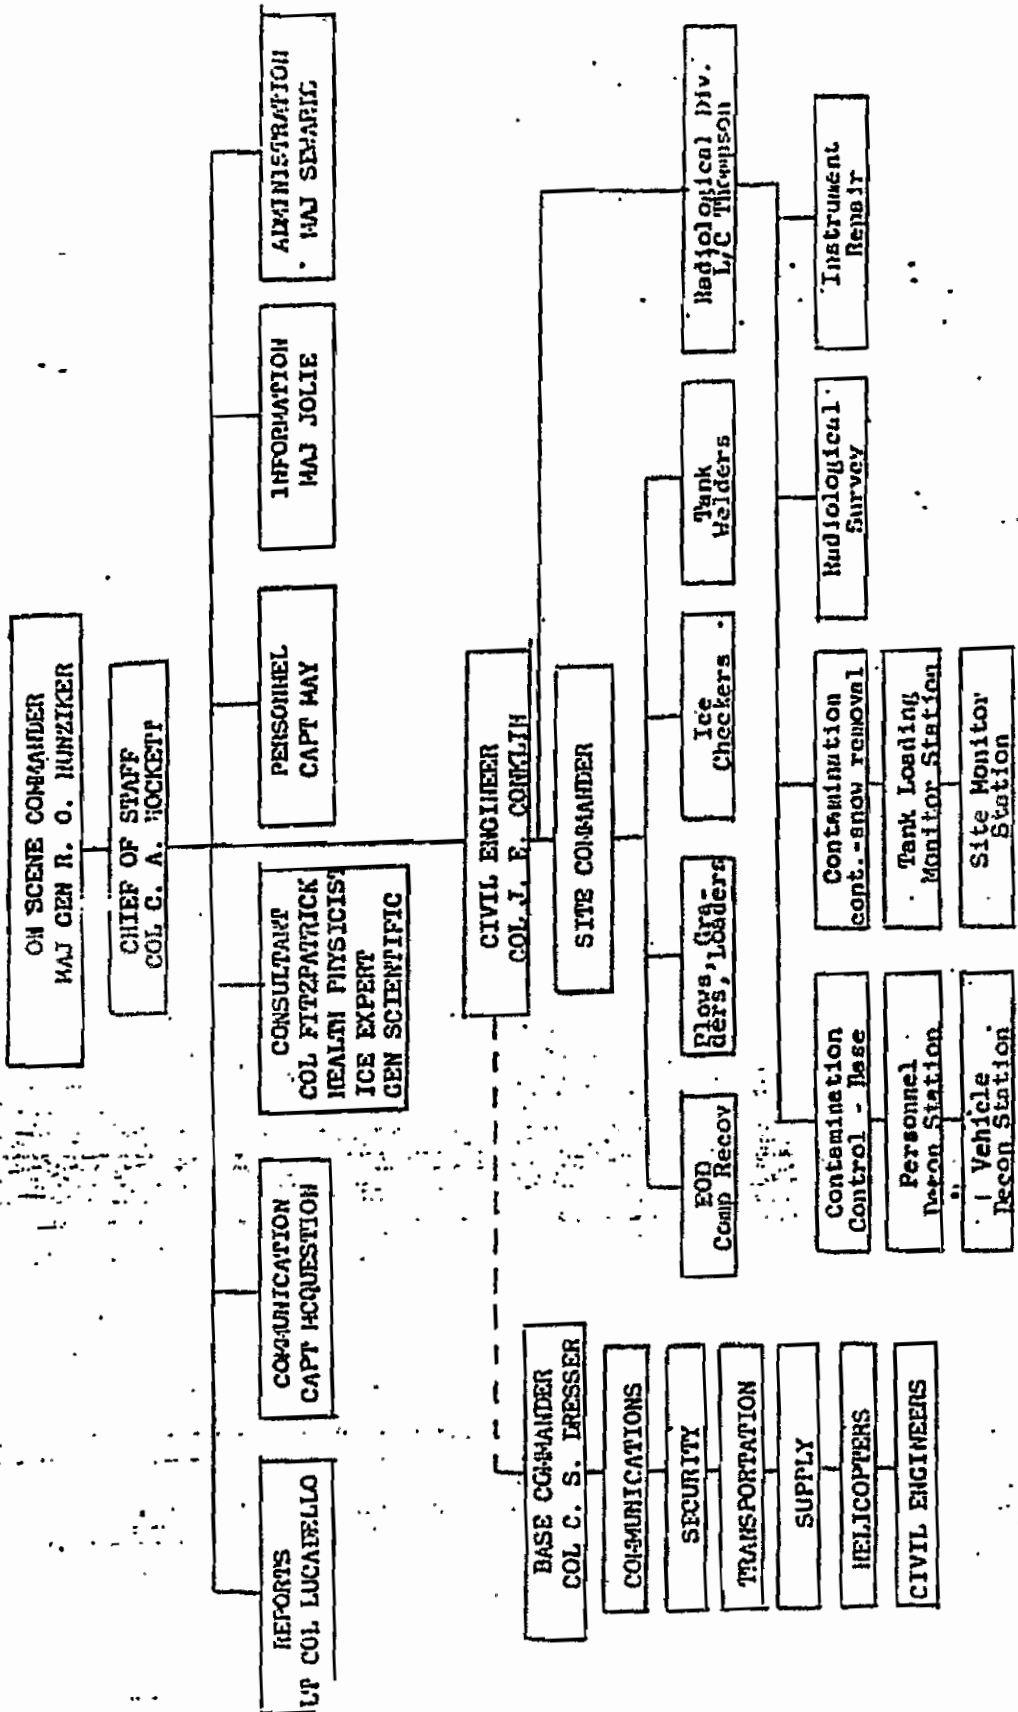 ON SCENE COMMANDER
MAJ GEN R. O. HUNZIKER
CHIEF OF STAFF
COL C. A. HOCKETT
REPORTS
LT COL LUCADELLO
COMMUNICATION
CAPT MCQUESTION
CONSULTANT
COL FITZPATRICK
HEALTH PHYSICIST
ICE EXPERT
GEN SCIENTIFIC
PERSONNEL
CAPT MAY
INFORMATION
MAJ JOLIE
ADMINISTRATION
MAJ
CIVIL ENGINEER
COL J. E. CONKLIN
BASE COMMANDER
COL C. S. DRESSER
COMMUNICATIONS
SECURITY
TRANSPORTATION
SUPPLY
HELICOPTERS
CIVIL ENGINEERS
SITE COMMANDER
EOD
Comp Recov
Plows, Gra-
ders, Loaders
Ice
Checkers
Tank
Welders
Radiological Div.
L/C Thompson
Contamination
Control - Base
Personnel
Decon Station
Vehicle
Decon Station
Contamination
cont.-snow removal
Tank Loading
Monitor Station
Site Monitor
Station
Radiological
Survey
Instrument
Repair